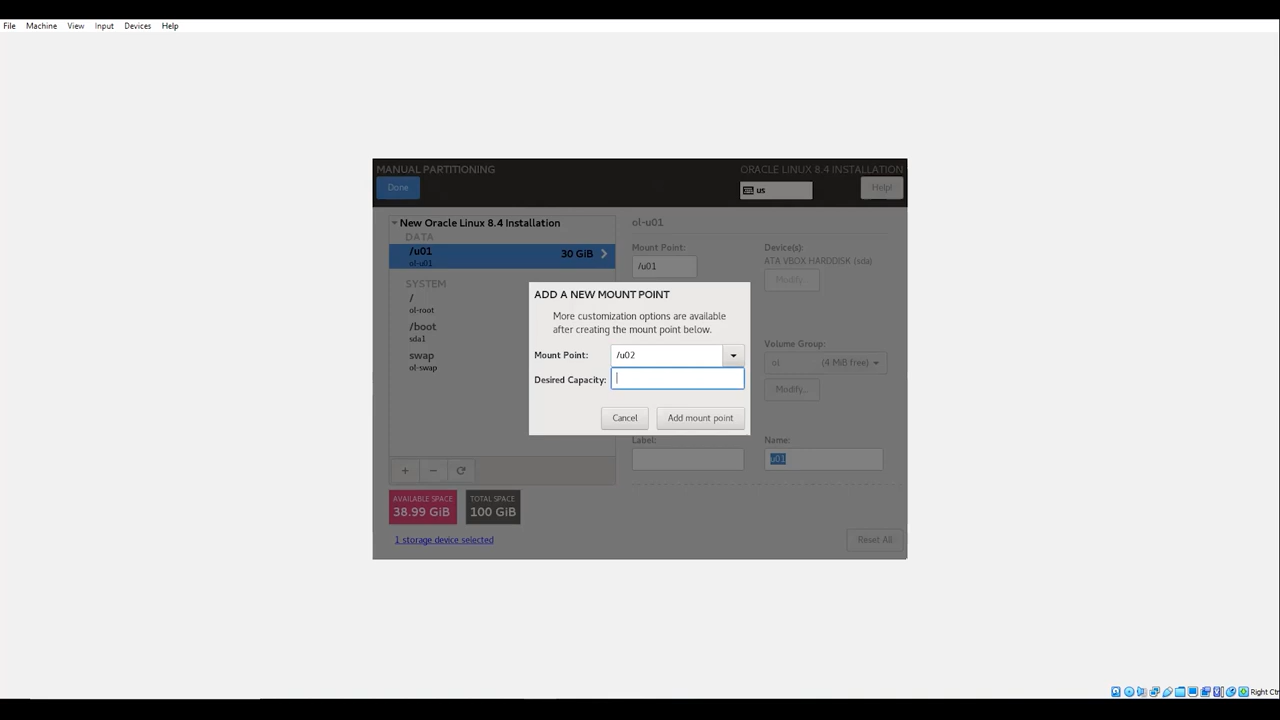 File Machine View Input Devices Help
MANUAL PARTITIONING
ORACLE LINUX 8.4 INSTALLATION
Done
us
Help!
New Oracle Linux 8.4 Installation
DATA
/u01
ol-u01
30 GiB
SYSTEM
/
ol-root
/boot
sda1
swap
ol-swap
ol-u01
Mount Point:
/u01
Device(s):
ATA VBOX HARDDISK (sda)
Modify...
ADD A NEW MOUNT POINT
More customization options are available
after creating the mount point below.
Mount Point:
/u02
Desired Capacity:
Cancel
Add mount point
Volume Group:
ol (4 MiB free)
Modify...
Label:
Name:
u01
+ −
AVAILABLE SPACE
38.99 GiB
TOTAL SPACE
100 GiB
1 storage device selected
Reset All
Right Ctr